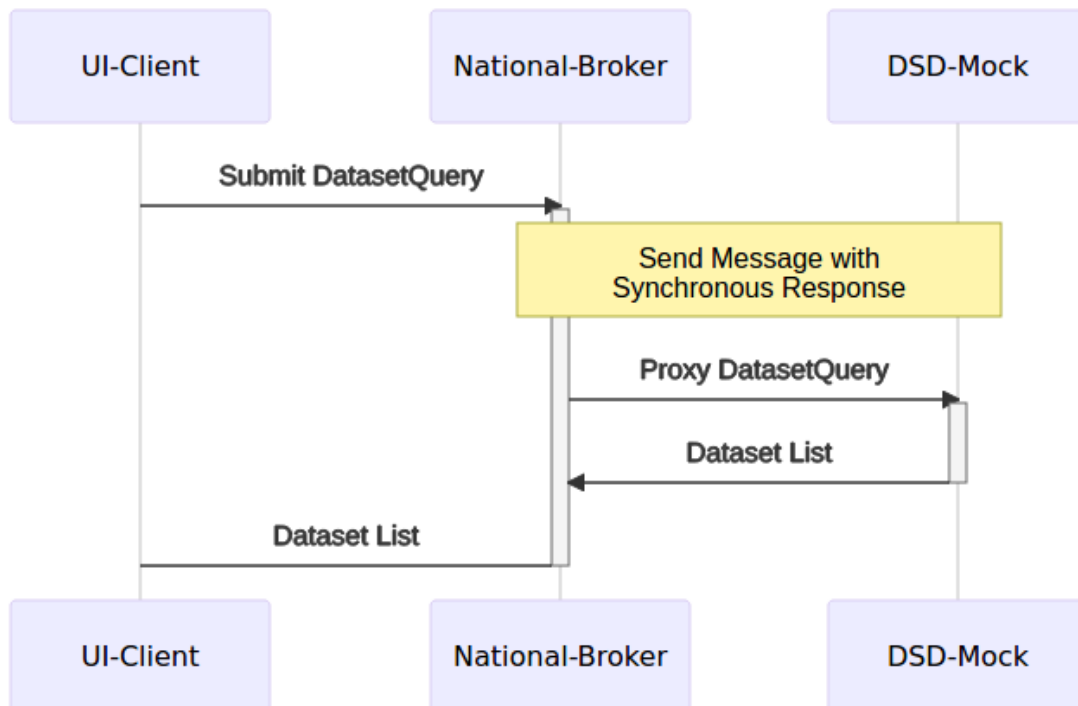 UI-Client
National-Broker
DSD-Mock
Submit DatasetQuery
Send Message with
Synchronous Response
Proxy DatasetQuery
Dataset List
Dataset List
UI-Client
National-Broker
DSD-Mock